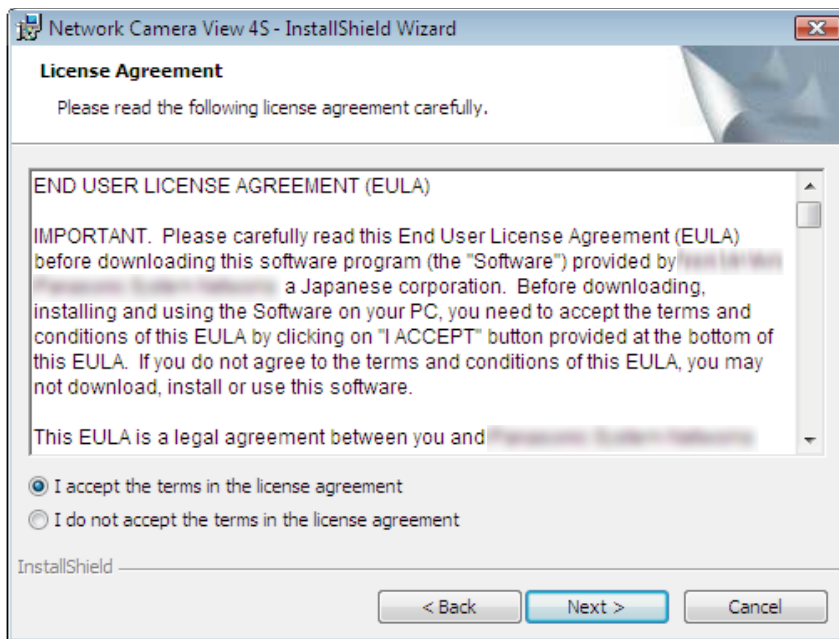 Network Camera View 4S - InstallShield Wizard
License Agreement
Please read the following license agreement carefully.
END USER LICENSE AGREEMENT (EULA)
IMPORTANT.  Please carefully read this End User License Agreement (EULA)
before downloading this software program (the "Software") provided by
a Japanese corporation.  Before downloading,
installing and using the Software on your PC, you need to accept the terms and
conditions of this EULA by clicking on "I ACCEPT" button provided at the bottom of
this EULA.  If you do not agree to the terms and conditions of this EULA, you may
not download, install or use this software.
This EULA is a legal agreement between you and
I accept the terms in the license agreement
I do not accept the terms in the license agreement
InstallShield
< Back
Next >
Cancel